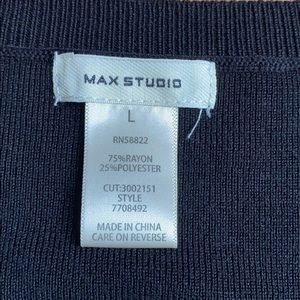 MAX STUDIO
L
RN58822
75%RAYON
25%POLYESTER
CUT:3002151
STYLE
7708492
MADE IN CHINA
CARE ON REVERSE